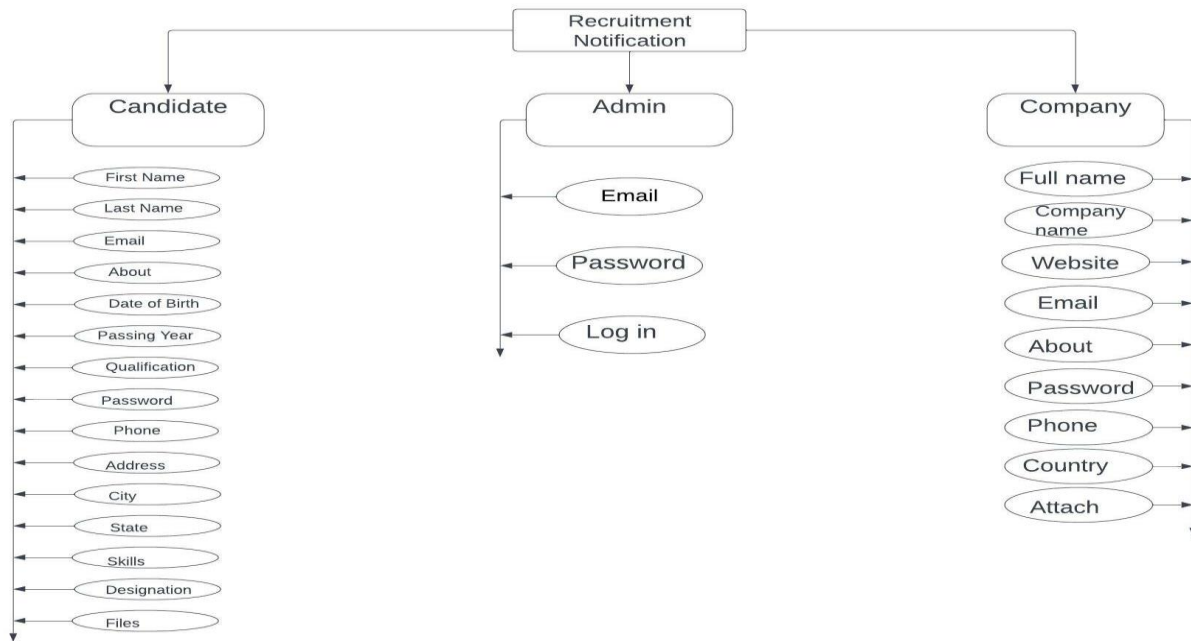 Recruitment
Notification
Candidate
First Name
Last Name
Email
About
Date of Birth
Passing Year
Qualification
Password
Phone
Address
City
State
Skills
Designation
Files
Admin
Email
Password
Log in
Company
Full name
Company
name
Website
Email
About
Password
Phone
Country
Attach